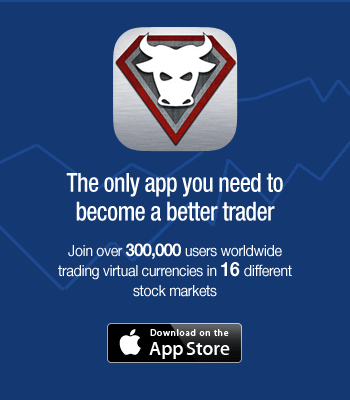 The only app you need to
become a better trader
Join over 300,000 users worldwide
trading virtual currencies in 16 different
stock markets
Download on the
App Store